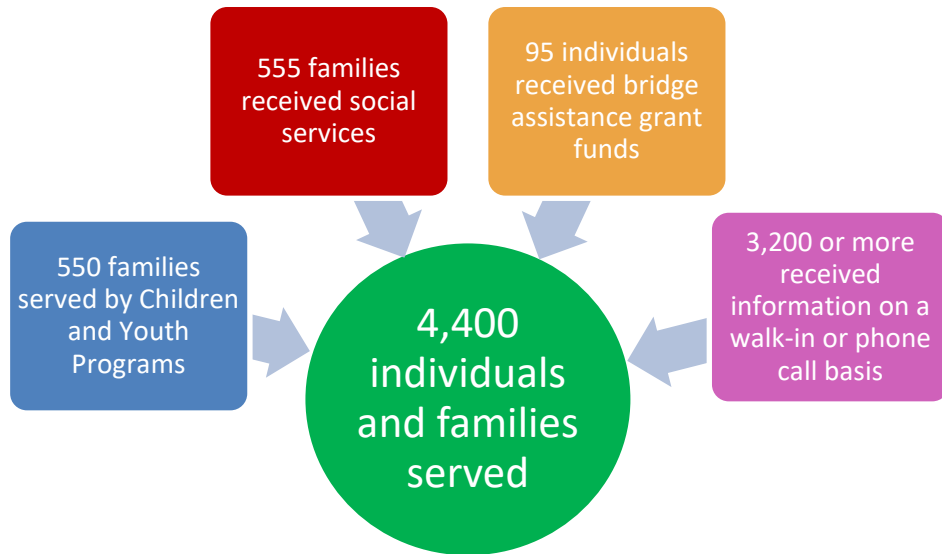 555 families
received social
services
95 individuals
received bridge
assistance grant
funds
550 families
served by Children
and Youth
Programs
3,200 or more
received
information on a
walk-in or phone
call basis
4,400
individuals
and families
served